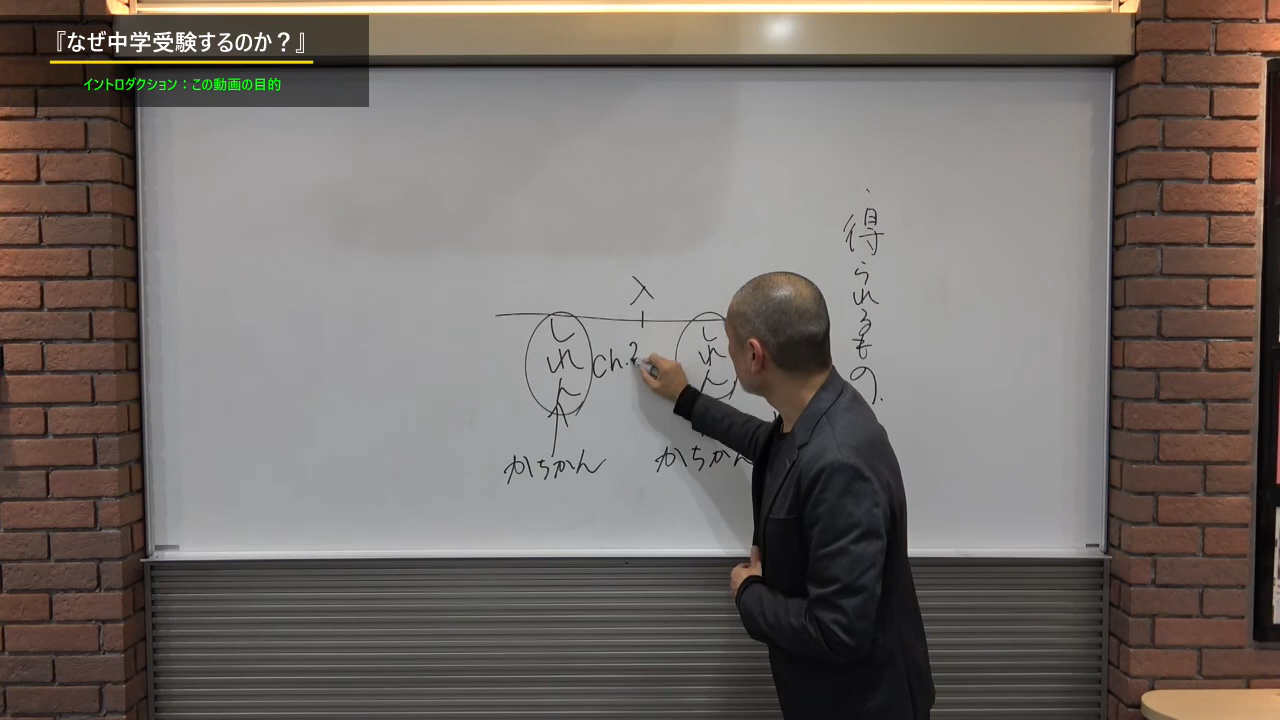 『なぜ中学受験するのか？』
イントロダクション：この動画の目的
得られるもの
入
しれん
しれん
Ch.2
かちかん
かちかん